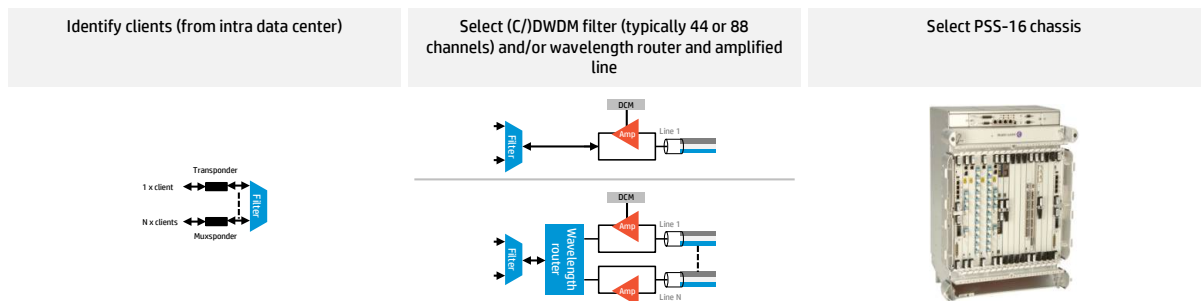 Identify clients (from intra data center)
Select (C/)DWDM filter (typically 44 or 88
channels) and/or wavelength router and amplified
line
Select PSS-16 chassis
Transponder
1 x client
N x clients
Muxsponder
Filter
DCM
Amp
Line 1
Filter
DCM
Amp
Line 1
Filter
Wavelength
router
Amp
Line N